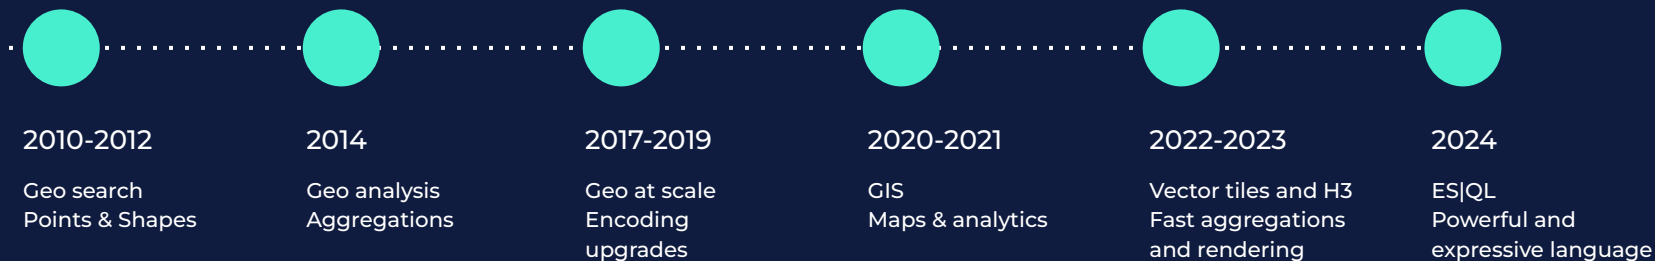 2010-2012
Geo search
Points & Shapes
2014
Geo analysis
Aggregations
2017-2019
Geo at scale
Encoding
upgrades
2020-2021
GIS
Maps & analytics
2022-2023
Vector tiles and H3
Fast aggregations
and rendering
2024
ES|QL
Powerful and
expressive language